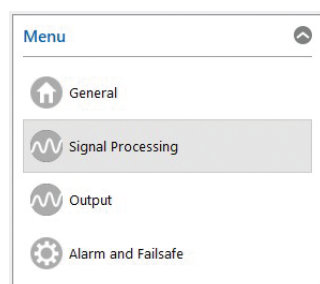 Menu
General
Signal Processing
Output
Alarm and Failsafe